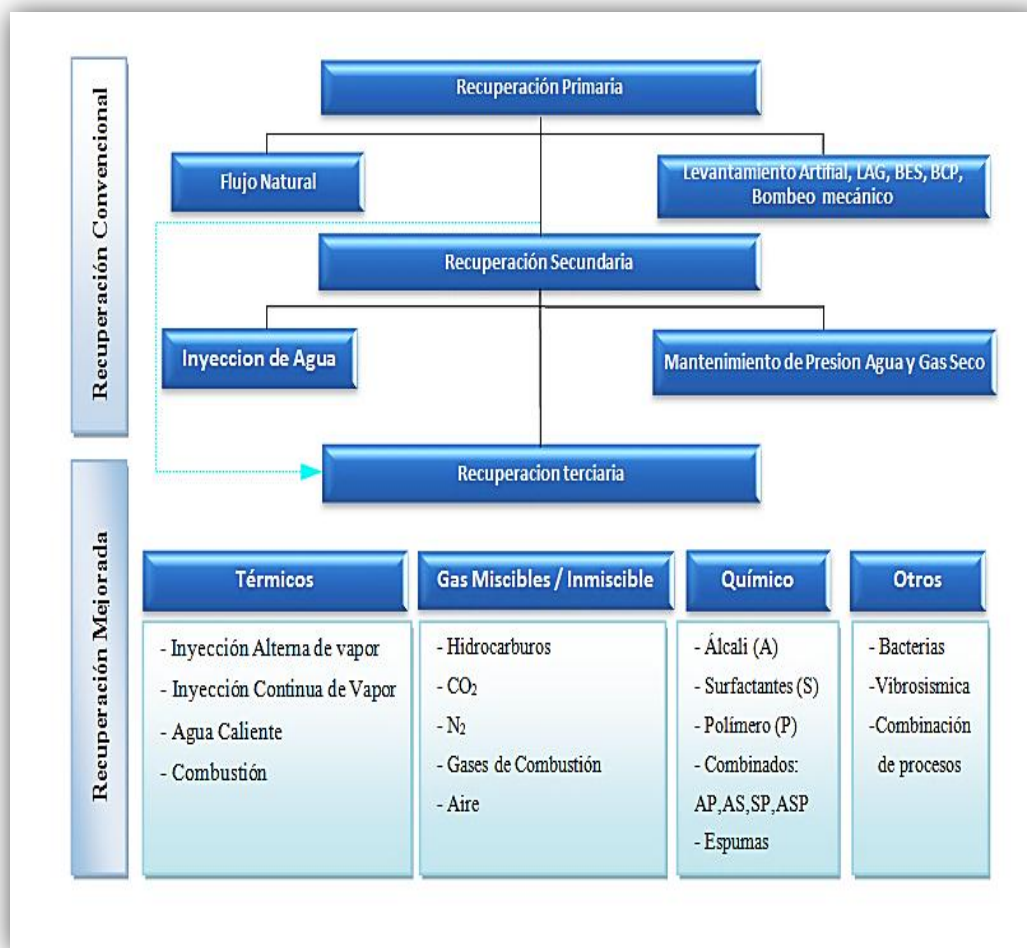 Recuperación Convencional
Recuperación Primaria
Flujo Natural
Levantamiento Artifial, LAG, BES, BCP,
Bombeo mecánico
Recuperación Secundaria
Inyeccion de Agua
Mantenimiento de Presion Agua y Gas Seco
Recuperación Mejorada
Recuperacion terciaria
Térmicos
- Inyección Alterna de vapor
- Inyección Continua de Vapor
- Agua Caliente
- Combustión
Gas Miscibles / Inmiscible
- Hidrocarburos
- CO₂
- N₂
- Gases de Combustión
- Aire
Químico
- Álcali (A)
- Surfactantes (S)
- Polímero (P)
- Combinados:
AP,AS,SP,ASP
- Espumas
Otros
- Bacterias
-Vibrosismica
-Combinación
de procesos